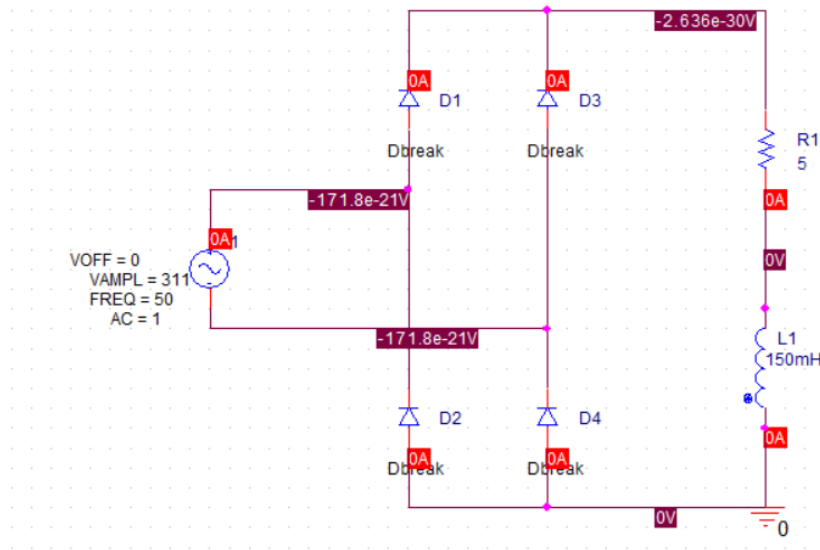 -2.636e-30V
0A
0A
D1
D3
R1
5
Dbreak
Dbreak
-171.8e-21V
0A
0A
1
VOFF = 0
VAMPL = 311
FREQ = 50
AC = 1
0V
-171.8e-21V
L1
150mH
D2
D4
0A
0A
0A
Dbreak
Dbreak
0V
0